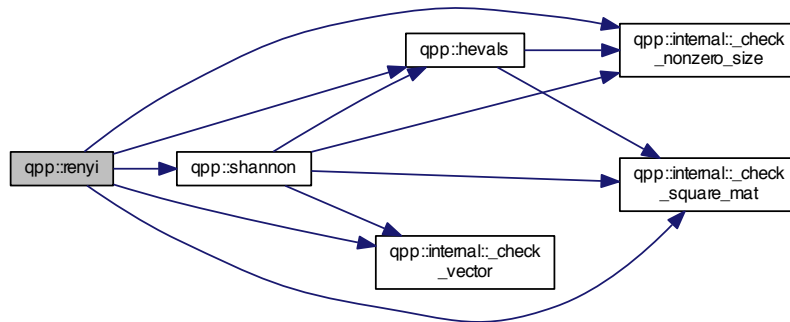 qpp::renyi
qpp::shannon
qpp::hevals
qpp::internal::_check
_vector
qpp::internal::_check
_nonzero_size
qpp::internal::_check
_square_mat